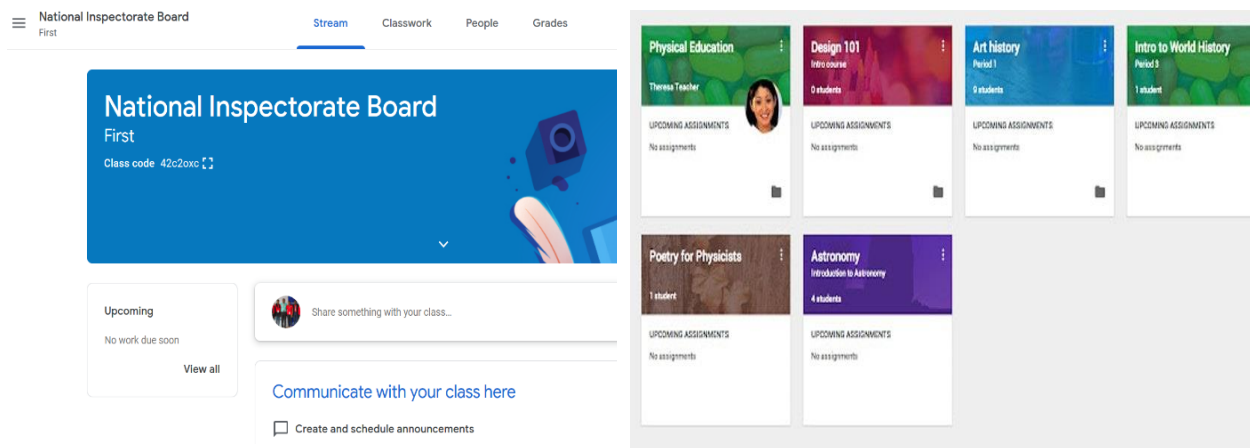 National Inspectorate Board
First
Stream Classwork People Grades
National Inspectorate Board
First
Class code 42c2oxc
Upcoming
No work due soon
View all
Share something with your class...
Communicate with your class here
Create and schedule announcements
Physical Education
Theresa Teacher
UPCOMING ASSIGNMENTS
No assignments
Design 101
Intro course
0 students
UPCOMING ASSIGNMENTS
No assignments
Art history
Period 1
9 students
UPCOMING ASSIGNMENTS
No assignments
Intro to World History
Period 3
1 student
UPCOMING ASSIGNMENTS
No assignments
Poetry for Physicists
1 student
UPCOMING ASSIGNMENTS
No assignments
Astronomy
Introduction to Astronomy
4 students
UPCOMING ASSIGNMENTS
No assignments